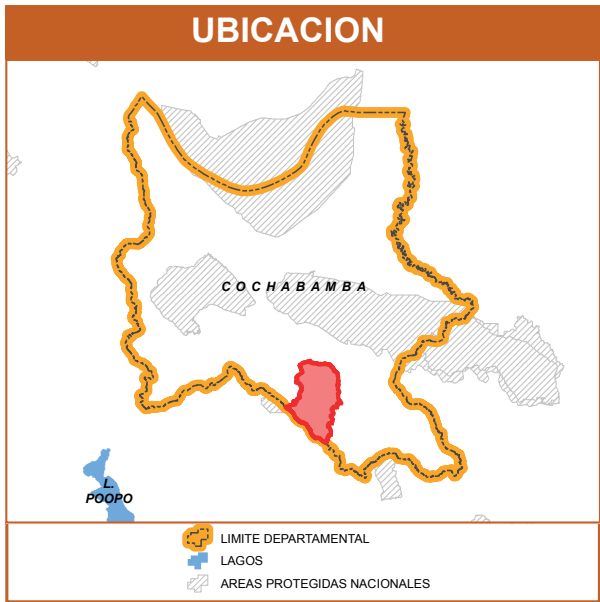 UBICACION
COCHABAMBA
L.
POOPO
LIMITE DEPARTAMENTAL
LAGOS
AREAS PROTEGIDAS NACIONALES